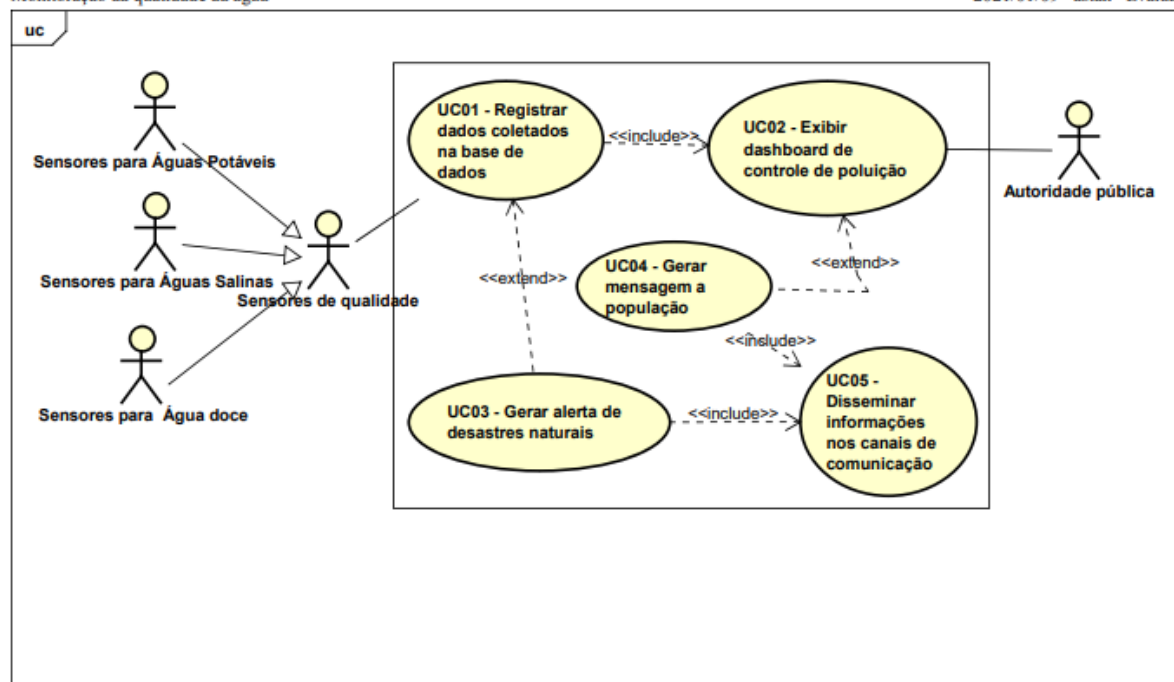 uc
Sensores para Águas Potáveis
Sensores para Águas Salinas
Sensores de qualidade
Sensores para Água doce
UC01 - Registrar
dados coletados
na base de
dados
<<include>>
UC02 - Exibir
dashboard de
controle de poluição
Autoridade pública
<<extend>>
UC04 - Gerar
mensagem a
população
<<extend>>
<<include>>
UC03 - Gerar alerta de
desastres naturais
<<include>>
UC05 -
Disseminar
informações
nos canais de
comunicação